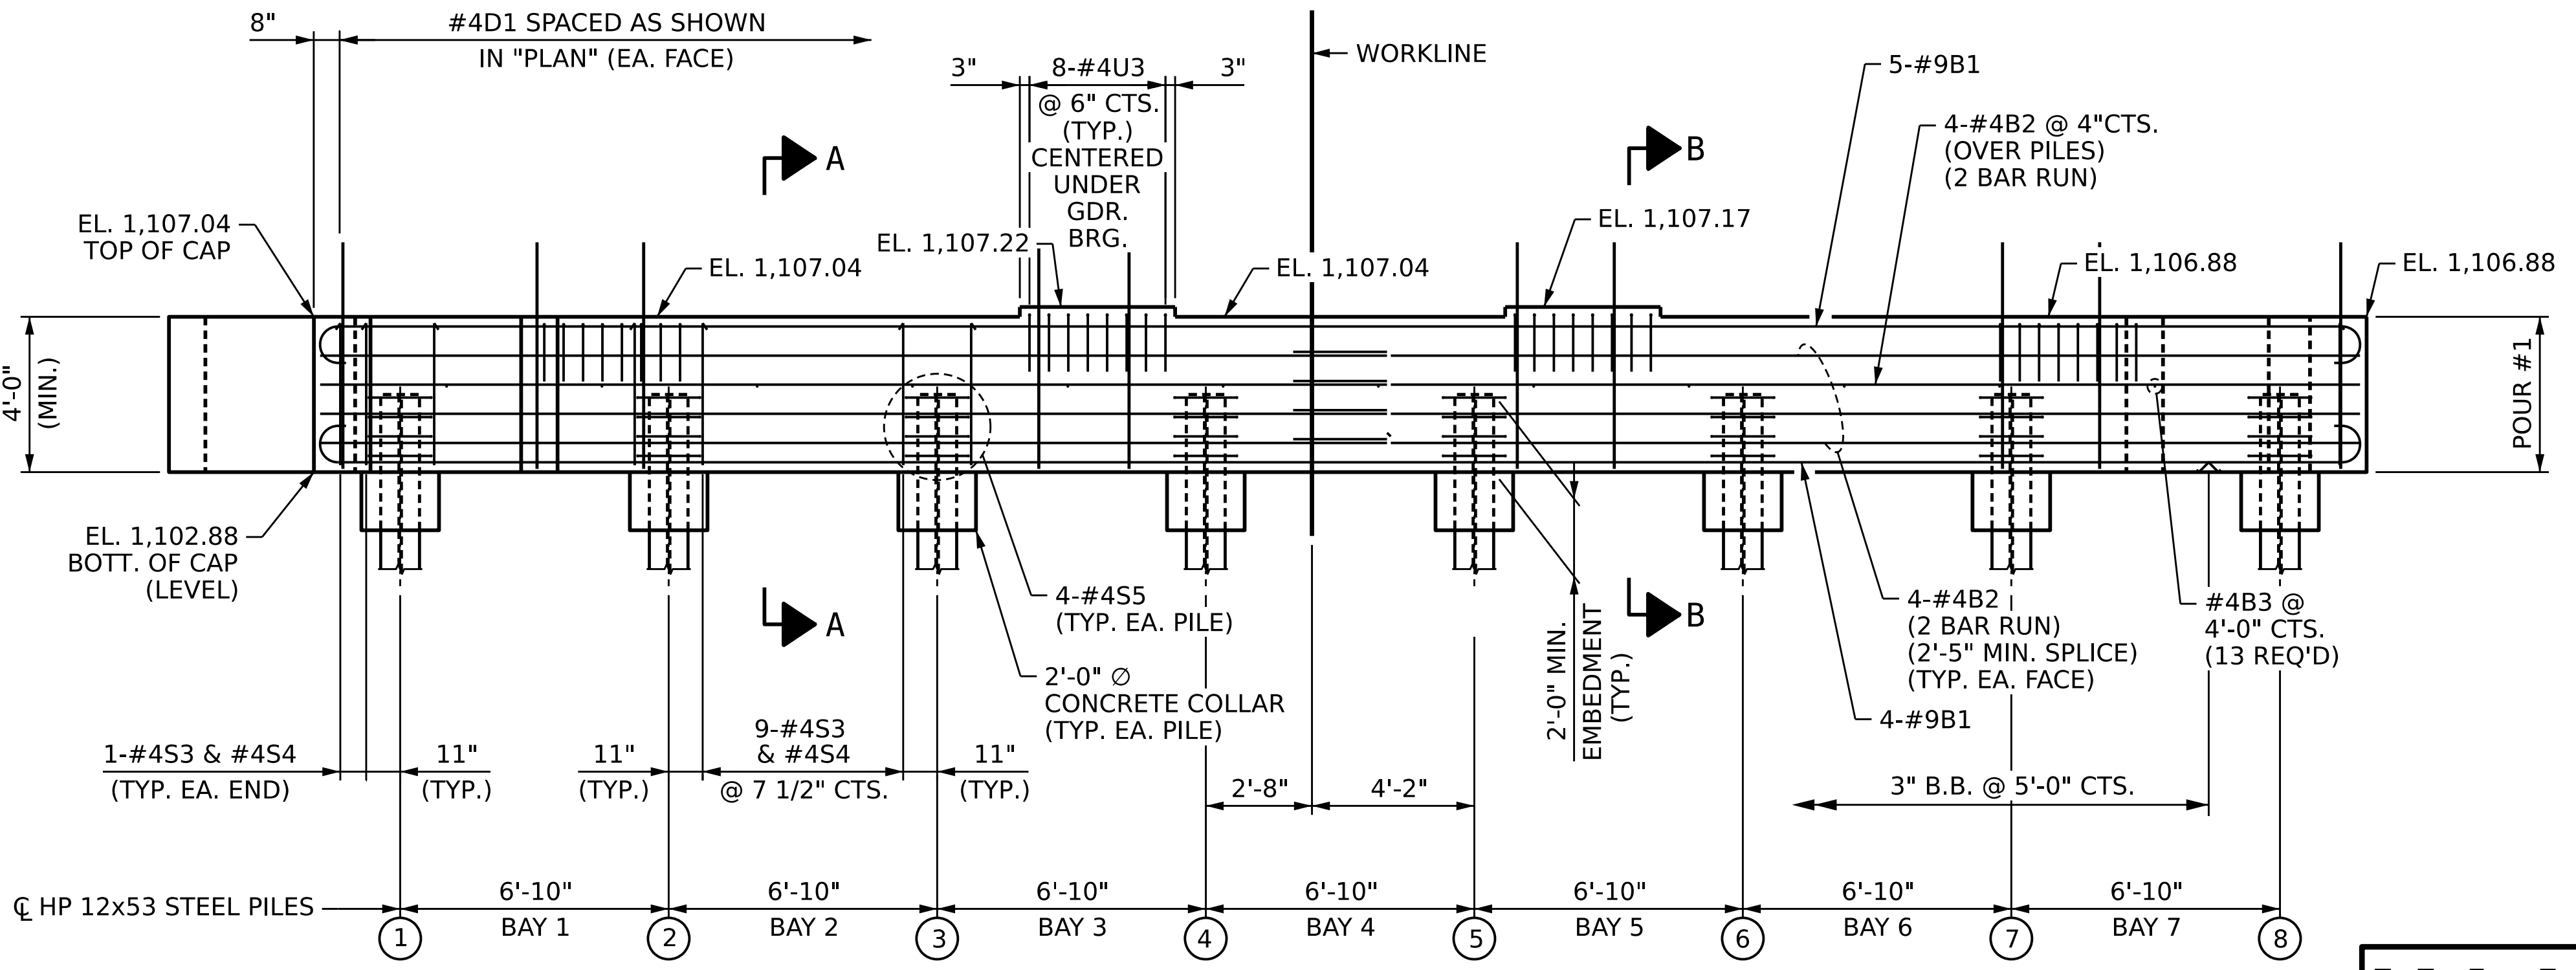 8"
#4D1 SPACED AS SHOWN
IN "PLAN" (EA. FACE)
3"
8-#4U3
3"
@ 6" CTS.
(TYP.)
CENTERED
UNDER
GDR.
BRG.
WORKLINE
5-#9B1
4-#4B2 @ 4"CTS.
(OVER PILES)
(2 BAR RUN)
A
B
EL. 1,107.04
TOP OF CAP
EL. 1,107.04
EL. 1,107.22
EL. 1,107.04
EL. 1,107.17
EL. 1,106.88
EL. 1,106.88
4'-0"
(MIN.)
POUR #1
EL. 1,102.88
BOTT. OF CAP
(LEVEL)
A
B
4-#4S5
(TYP. EA. PILE)
2'-0" ∅
CONCRETE COLLAR
(TYP. EA. PILE)
2'-0" MIN.
EMBEDMENT
(TYP.)
4-#4B2
(2 BAR RUN)
(2'-5" MIN. SPLICE)
(TYP. EA. FACE)
4-#9B1
#4B3 @
4'-0" CTS.
(13 REQ'D)
1-#4S3 & #4S4
(TYP. EA. END)
11"
(TYP.)
11"
(TYP.)
9-#4S3
& #4S4
@ 7 1/2" CTS.
11"
(TYP.)
2'-8"
4'-2"
3" B.B. @ 5'-0" CTS.
℄ HP 12x53 STEEL PILES
6'-10"
BAY 1
6'-10"
BAY 2
6'-10"
BAY 3
6'-10"
BAY 4
6'-10"
BAY 5
6'-10"
BAY 6
6'-10"
BAY 7
1
2
3
4
5
6
7
8